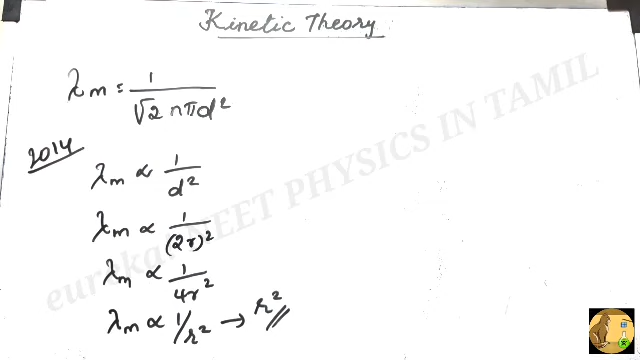 Kinetic Theory
λm = 1/√2 nπd²
2014
λm ∝ 1/d²
λm ∝ 1/(2r)²
λm ∝ 1/4r²
λm ∝ 1/r² → r²//
eureka NEET PHYSICS IN TAMIL